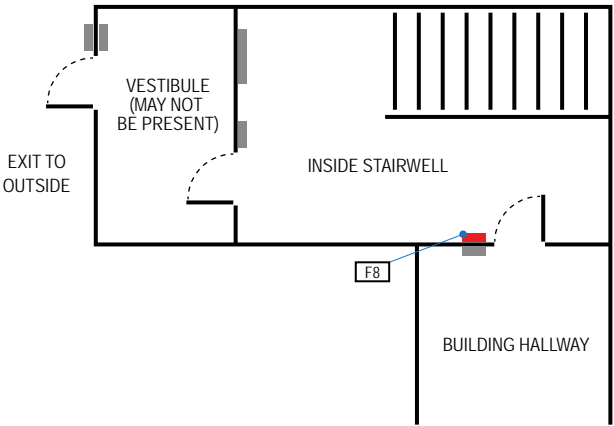 VESTIBULE
(MAY NOT
BE PRESENT)
EXIT TO
OUTSIDE
INSIDE STAIRWELL
F8
BUILDING HALLWAY